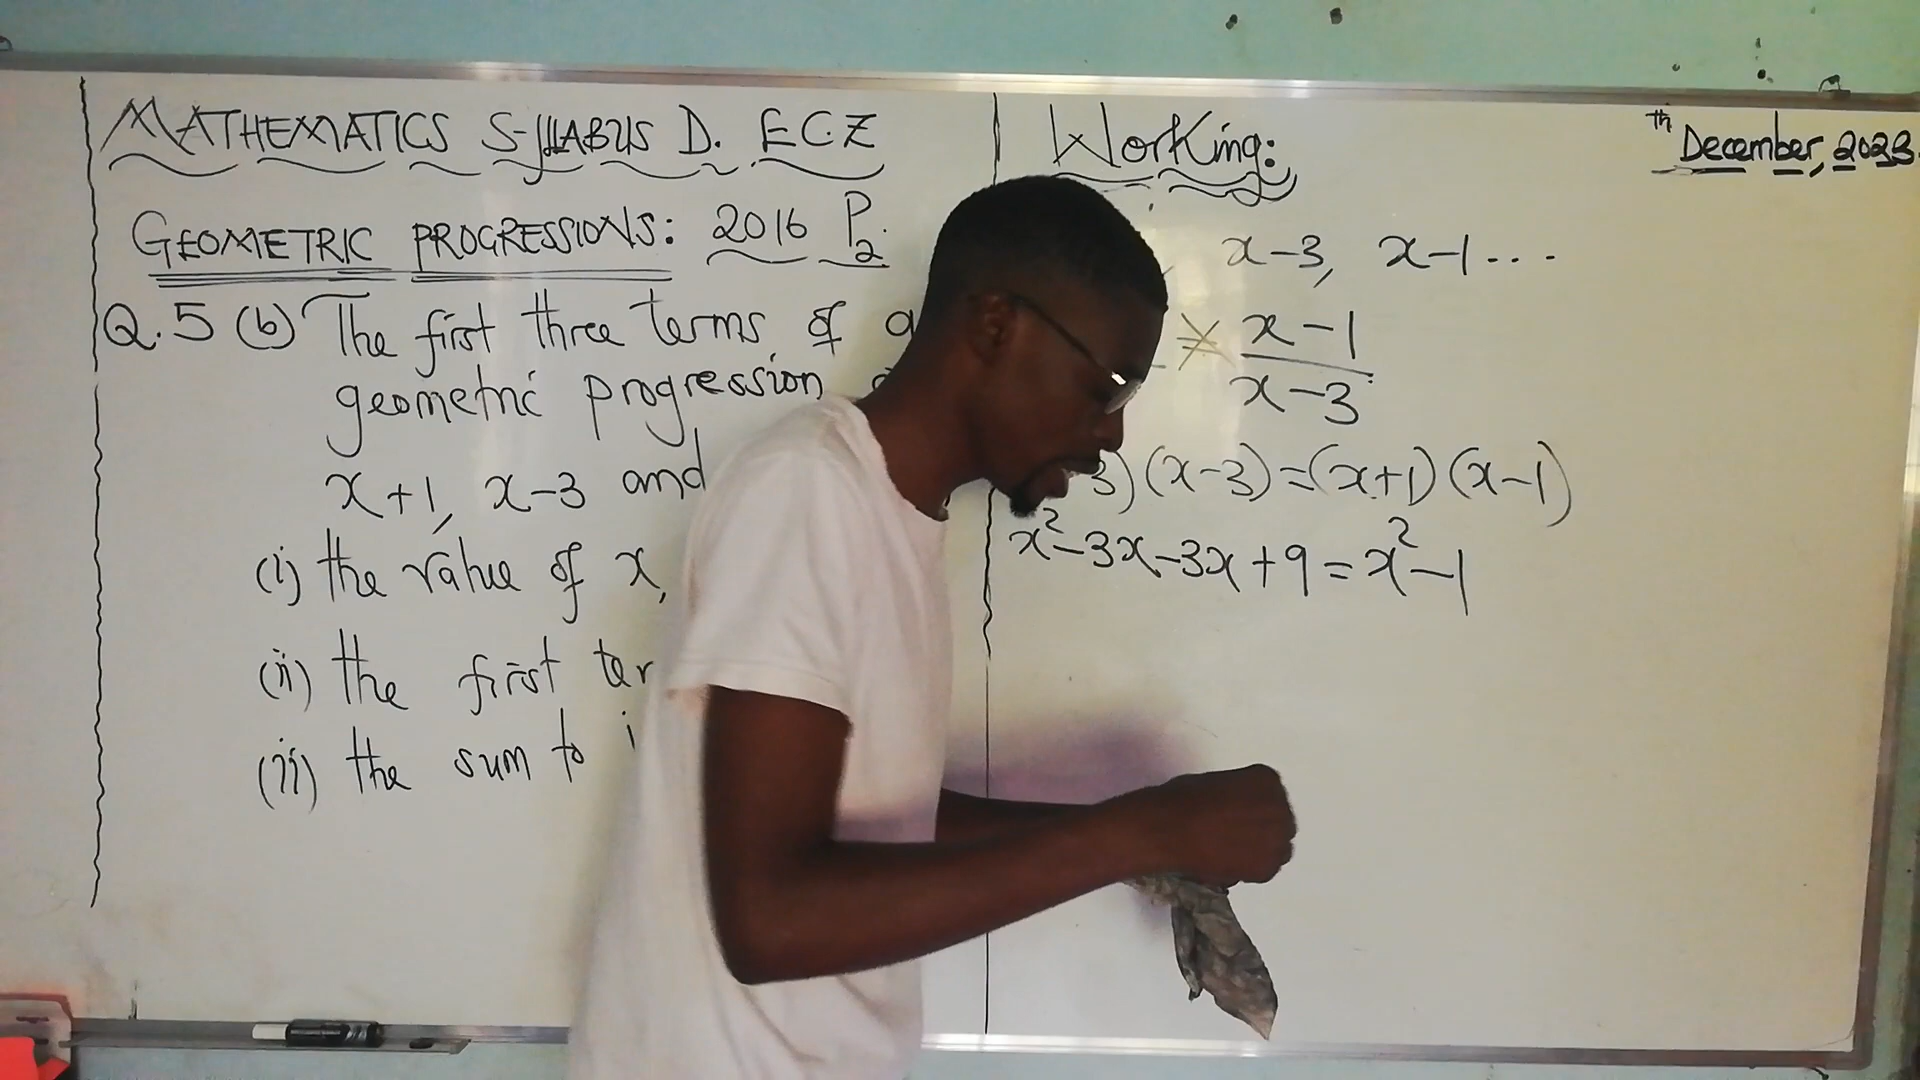 MATHEMATICS SYLLABUS D. E.C.Z
GEOMETRIC PROGRESSIONS: 2016 P2.
Q.5 (b) The first three terms of a
geometric progression
x+1, x-3 and
(i) the value of x,
(ii) the first
(iii) the sum to
Working:
x-3, x-1...
= x-1
x-3
3)(x-3)=(x+1)(x-1)
x²-3x-3x+9=x²-1
th
December, 2023.